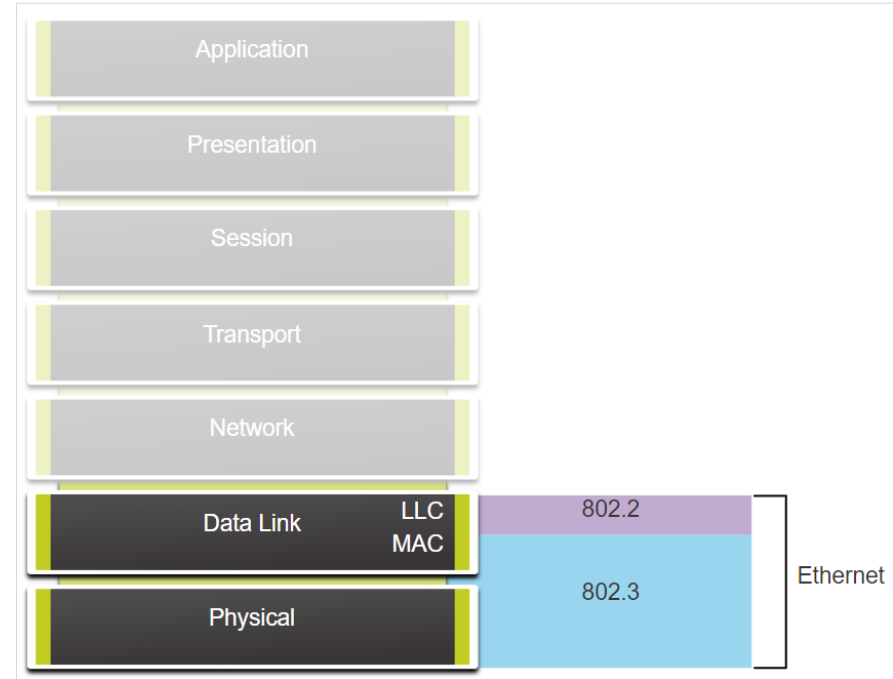 Application
Presentation
Session
Transport
Network
Data Link
LLC
MAC
802.2
802.3
Ethernet
Physical